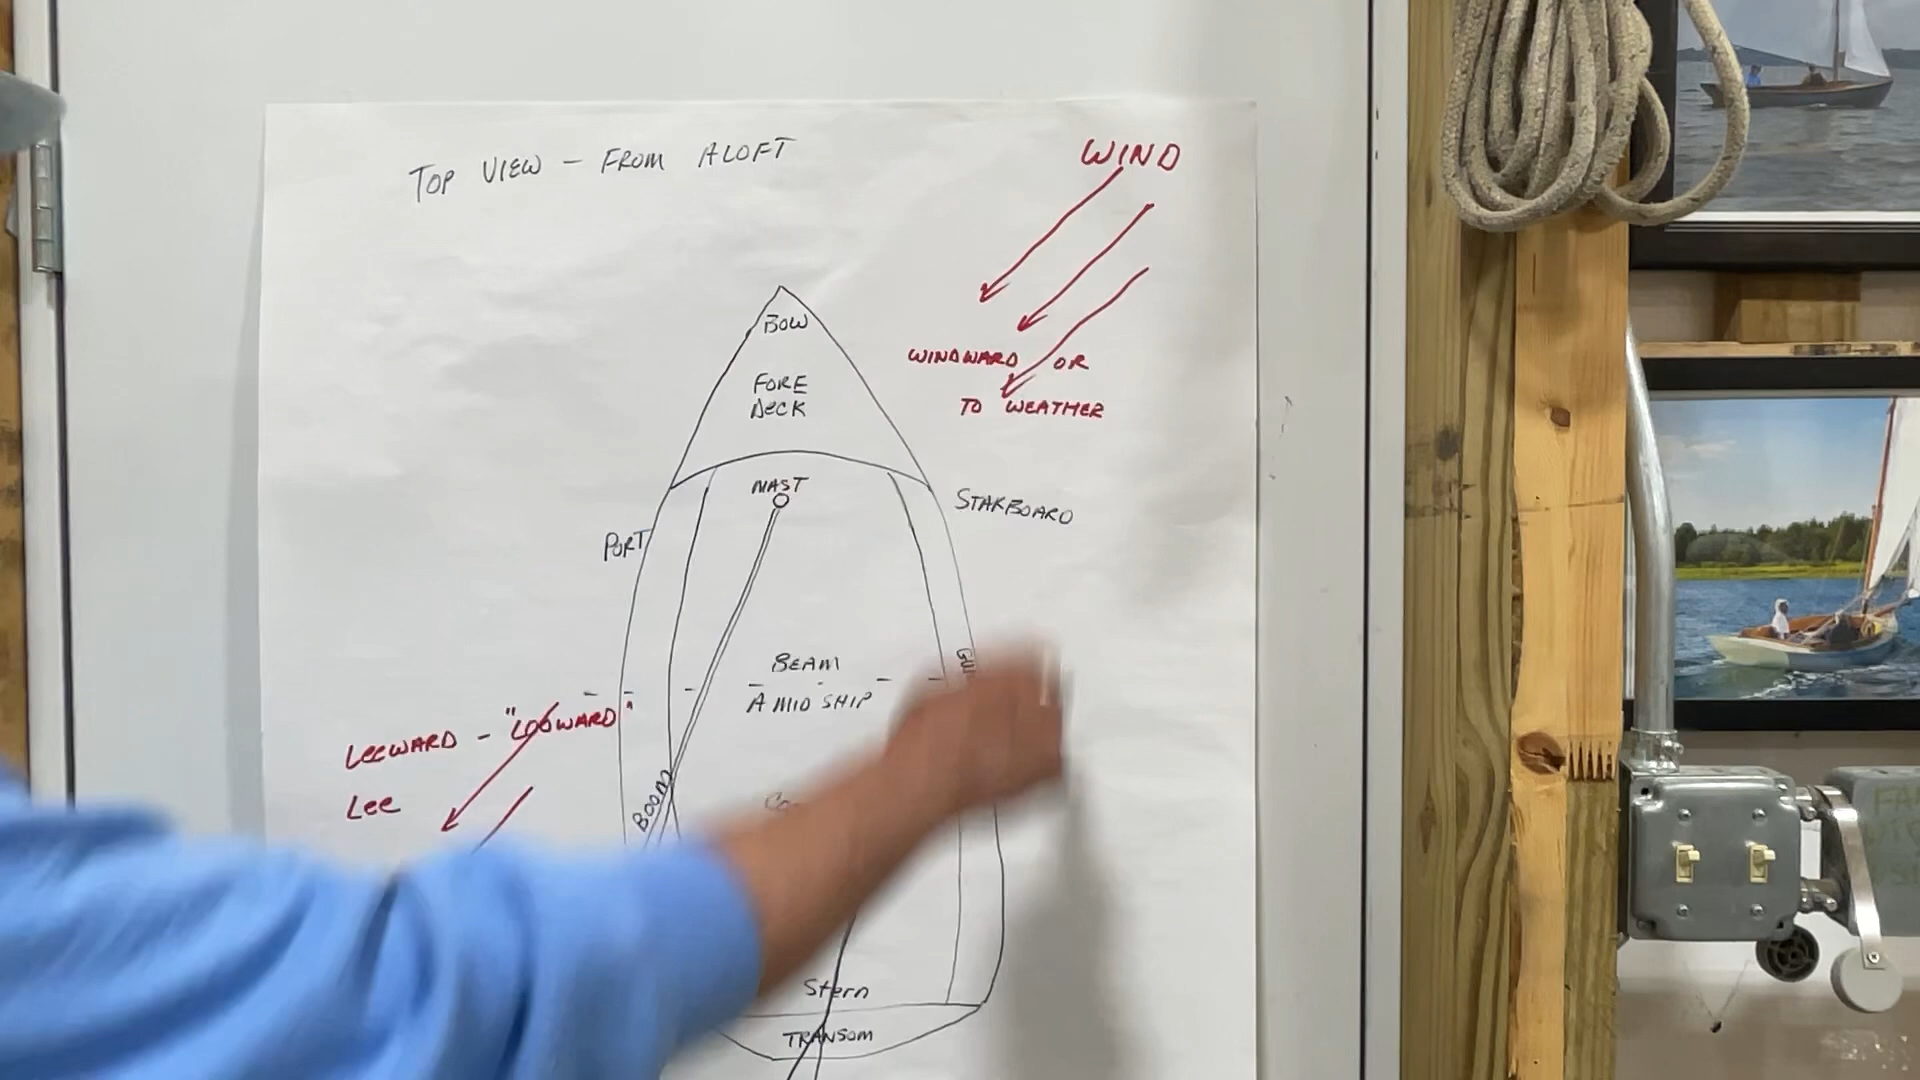 TOP VIEW - FROM ALOFT
WIND
BOW
WINDWARD OR
TO WEATHER
FORE
DECK
MAST
STARBOARD
PORT
BEAM
AMIDSHIP
LEEWARD - "LOOWARD"
LEE
BOOM
Stern
TRANSOM